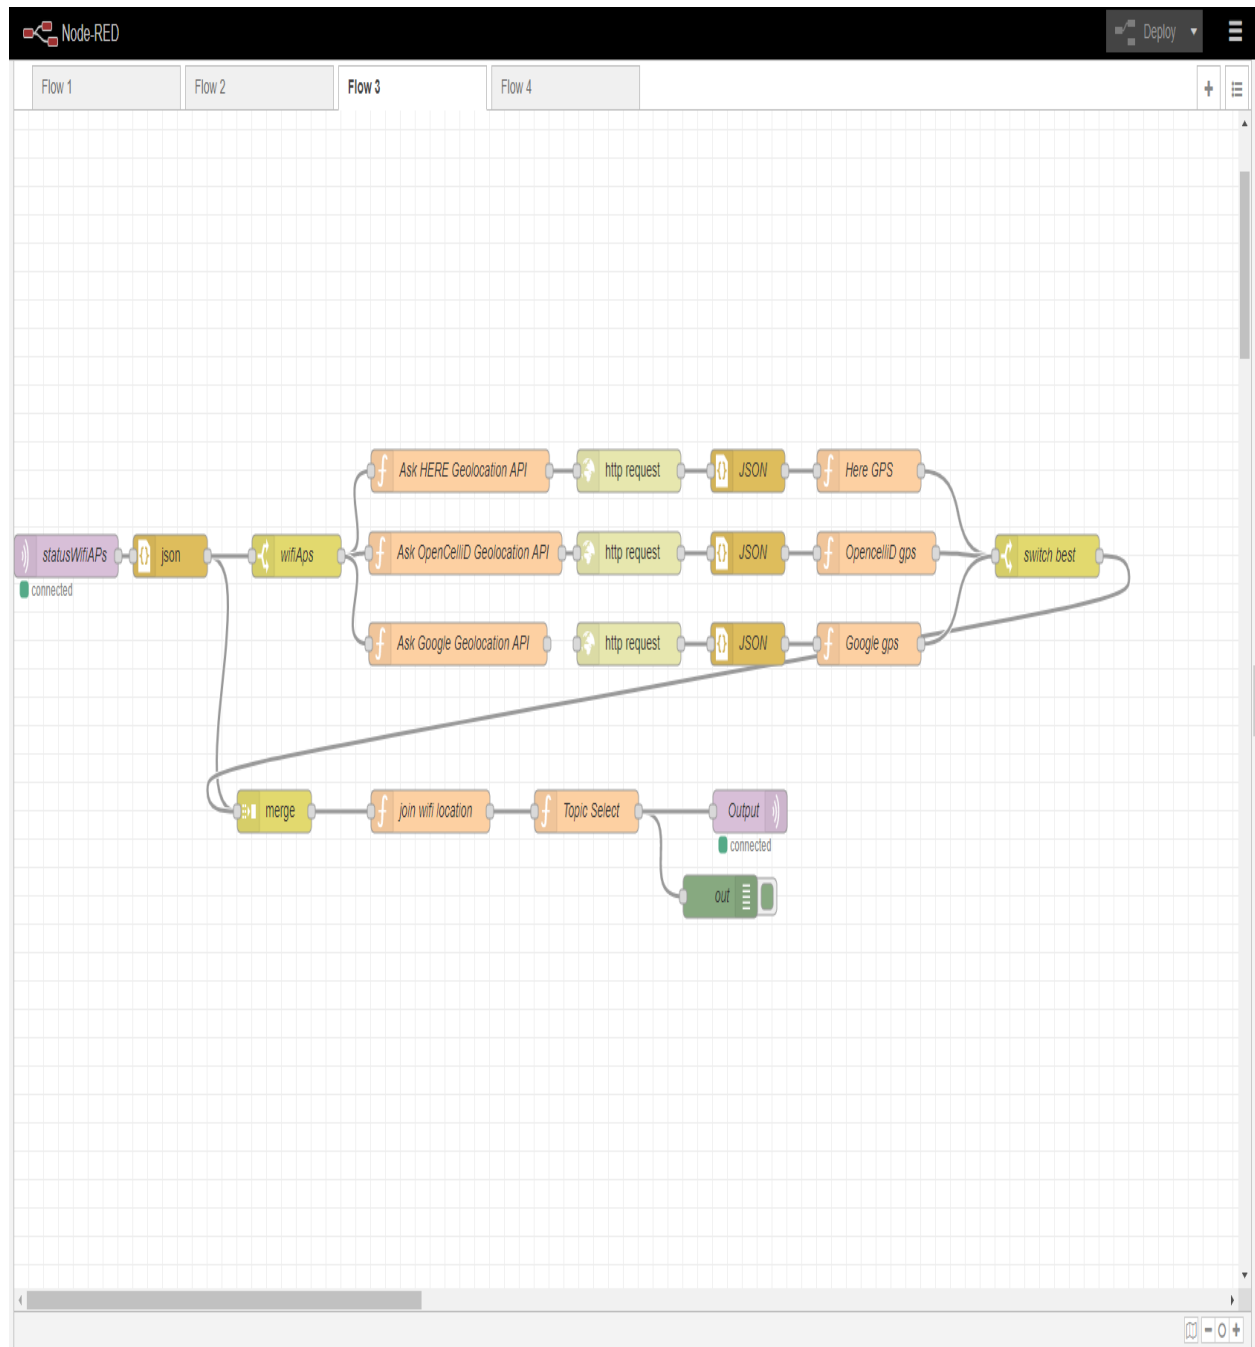 Node-RED
Deploy
Flow 1
Flow 2
Flow 3
Flow 4
Ask HERE Geolocation API
http request
JSON
Here GPS
statusWifiAPs
json
wifiAps
Ask OpenCellID Geolocation API
http request
JSON
OpencellID gps
switch best
connected
Ask Google Geolocation API
http request
JSON
Google gps
merge
join wifi location
Topic Select
Output
connected
out